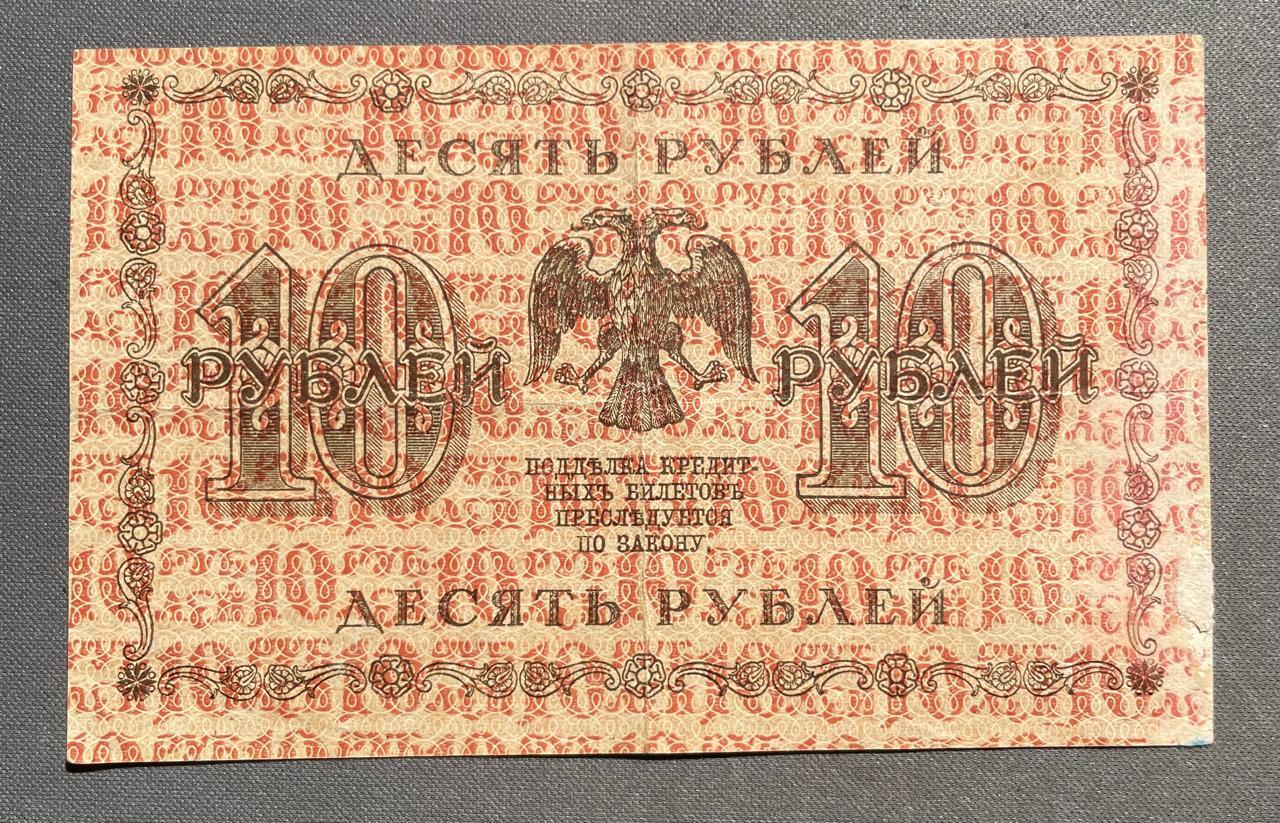 ДЕСЯТЬ РУБЛЕЙ
10 10
РУБЛЕЙ РУБЛЕЙ
ПОДДѢЛКА КРЕДИТ-
НЫХЪ БИЛЕТОВЪ
ПРЕСЛѢДУЕТСЯ
ПО ЗАКОНУ.
ДЕСЯТЬ РУБЛЕЙ